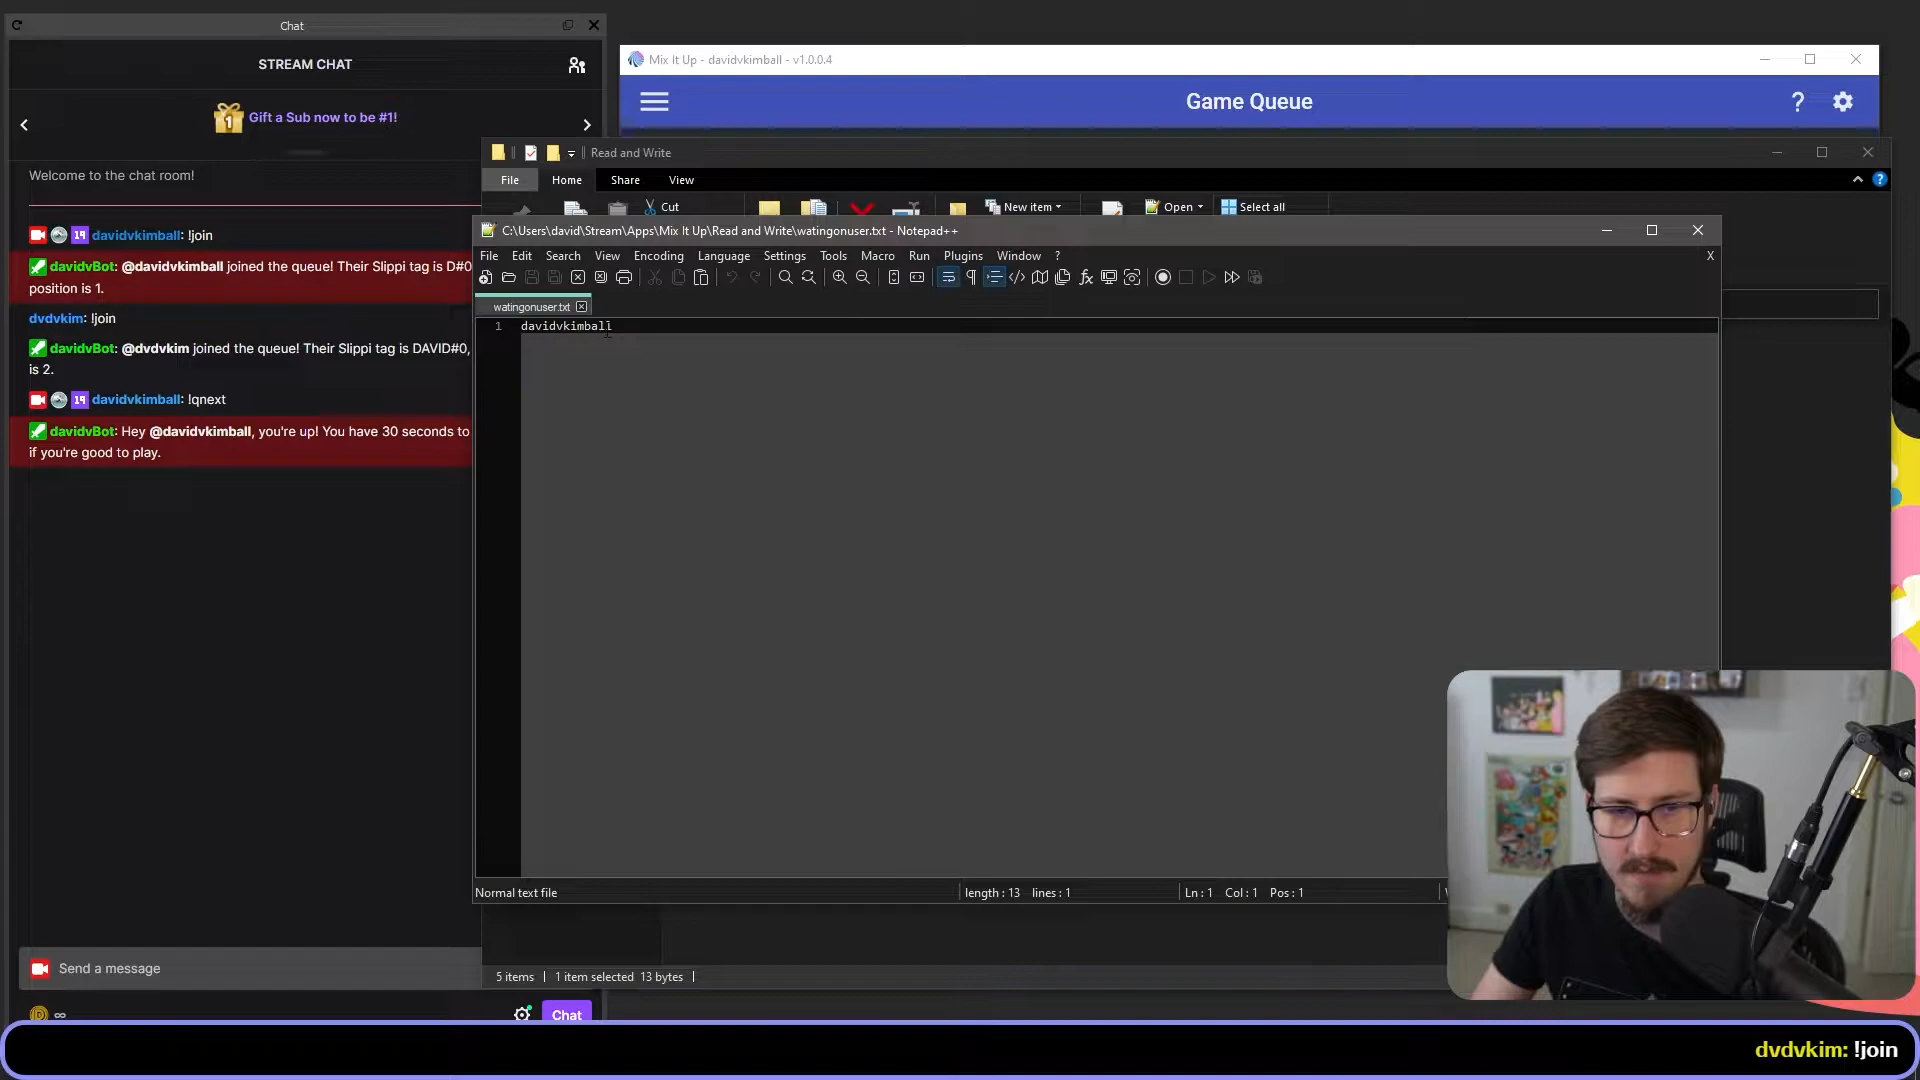 Chat
STREAM CHAT
1
Gift a Sub now to be #1!
Welcome to the chat room!
19 davidvkimball: !join
davidvBot: @davidvkimball joined the queue! Their Slippi tag is D#0
position is 1.
dvdvkim: !join
davidvBot: @dvdvkim joined the queue! Their Slippi tag is DAVID#0,
is 2.
19 davidvkimball: !qnext
davidvBot: Hey @davidvkimball, you're up! You have 30 seconds to
if you're good to play.
Send a message
Chat
Mix It Up - davidvkimball - v1.0.0.4
Game Queue
?
Read and Write
File Home Share View
?
Cut
New item
Open
Select all
C:\Users\david\Stream\Apps\Mix It Up\Read and Write\watingonuser.txt - Notepad++
File Edit Search View Encoding Language Settings Tools Macro Run Plugins Window ?
X
watingonuser.txt
1 davidvkimball
Normal text file
length : 13 lines : 1
Ln : 1 Col : 1 Pos : 1
5 items
1 item selected 13 bytes
dvdvkim: !join